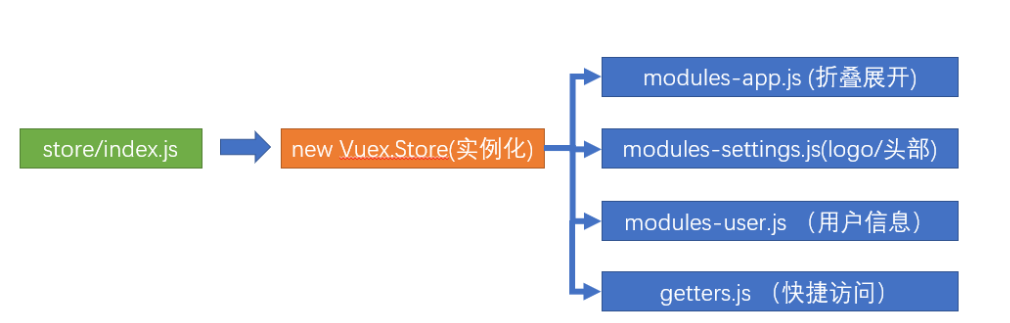 store/index.js
new Vuex.Store(实例化)
modules-app.js (折叠展开)
modules-settings.js(logo/头部)
modules-user.js （用户信息）
getters.js （快捷访问）